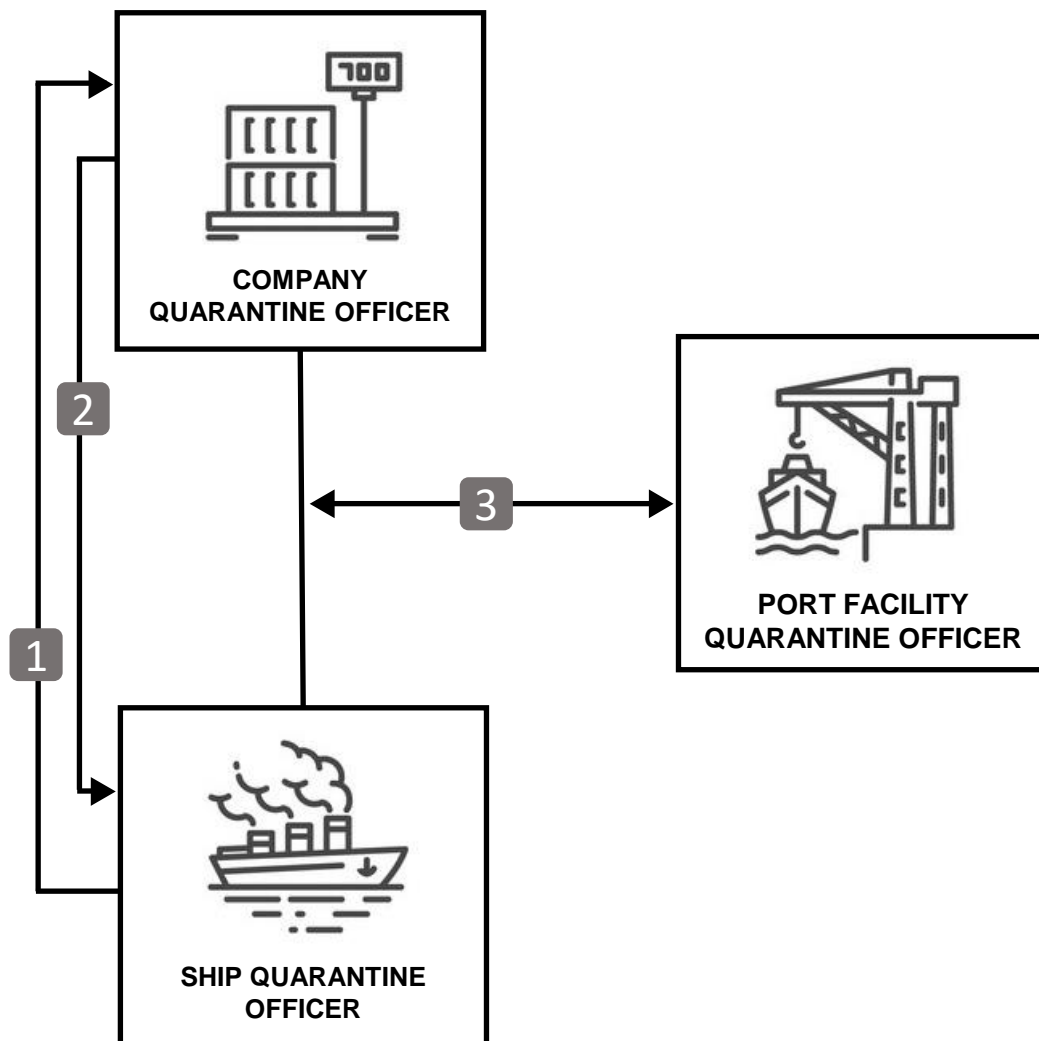 700
COMPANY
QUARANTINE OFFICER
2
3
PORT FACILITY
QUARANTINE OFFICER
1
SHIP QUARANTINE
OFFICER